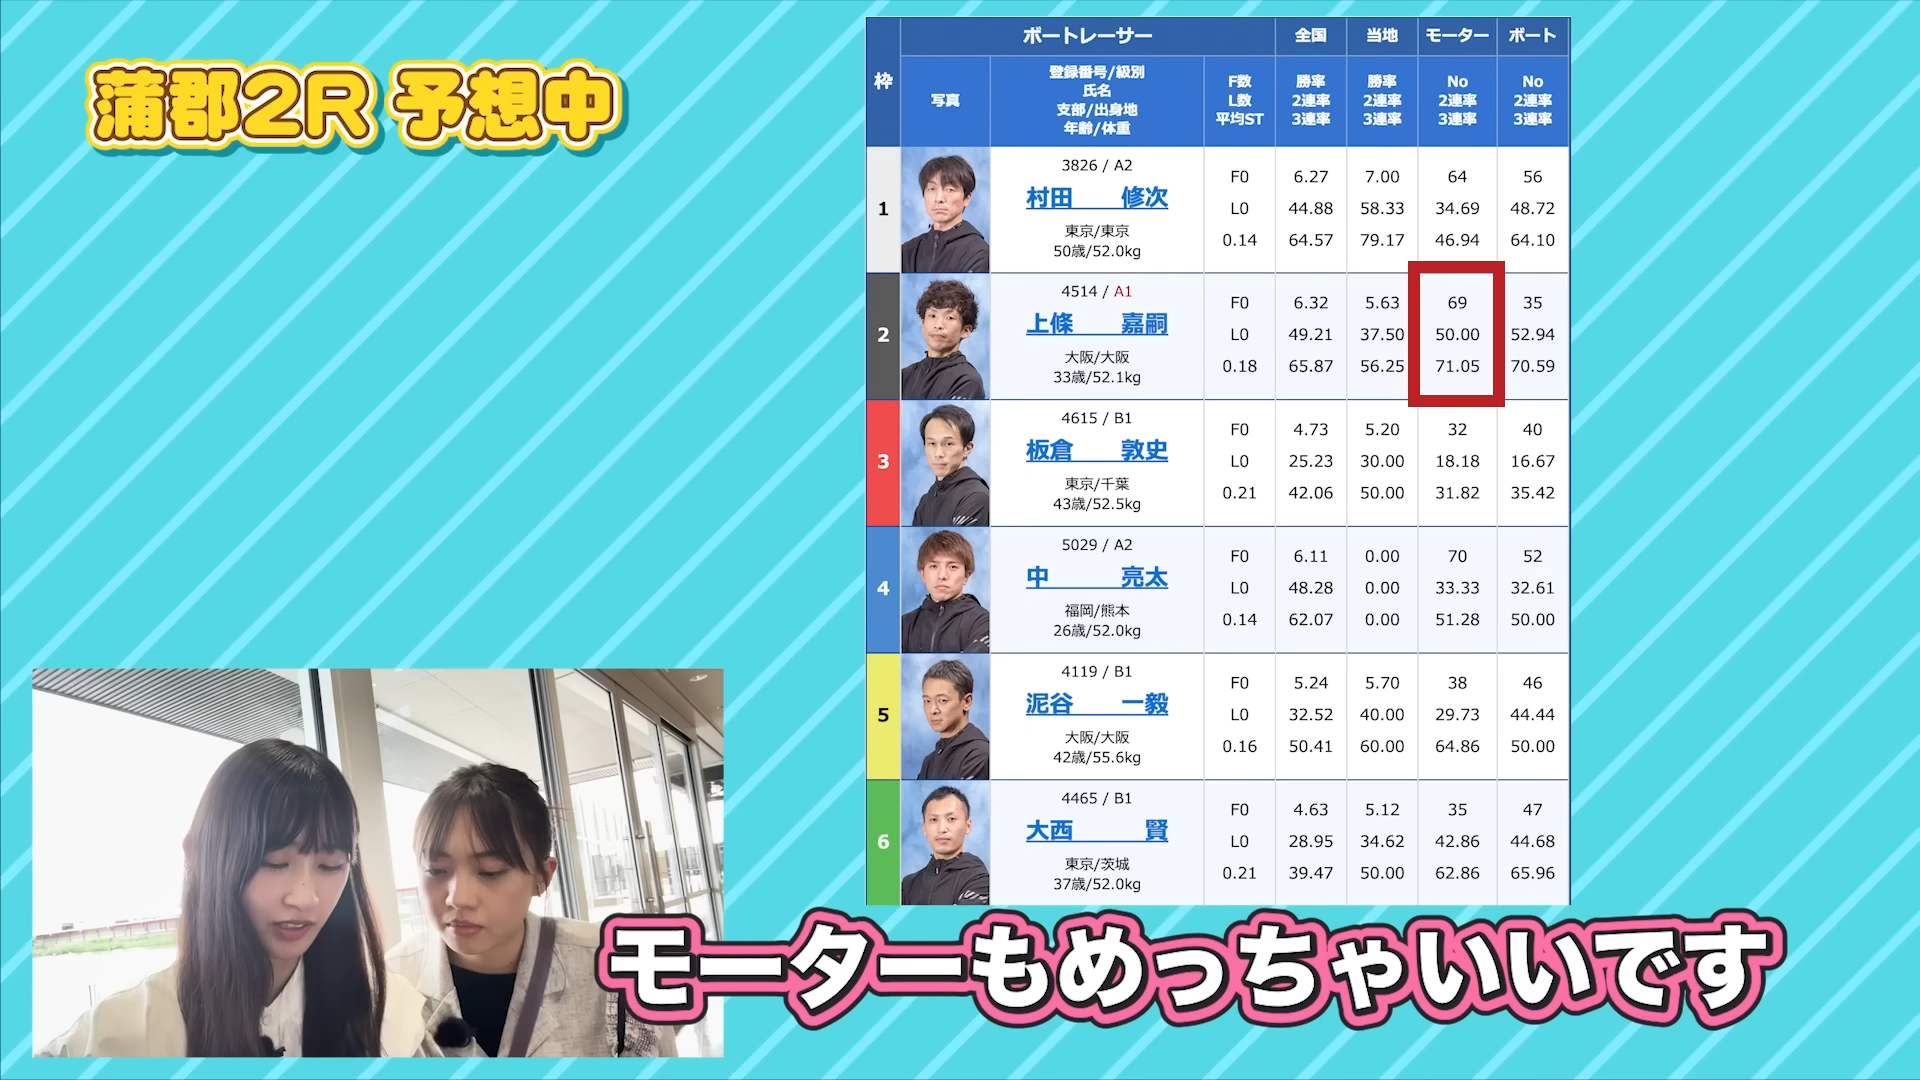 蒲郡2R 予想中
ボートレーサー 全国 当地 モーター ボート
枠 写真 登録番号/級別 氏名 支部/出身地 年齢/体重 F数 L数 平均ST 勝率 2連率 3連率 勝率 2連率 3連率 No 2連率 3連率 No 2連率 3連率
3826 / A2
1 村田 修次
東京/東京
50歳/52.0kg
F0 6.27 7.00 64 56
L0 44.88 58.33 34.69 48.72
0.14 64.57 79.17 46.94 64.10
4514 / A1
2 上條 嘉嗣
大阪/大阪
33歳/52.1kg
F0 6.32 5.63 69 35
L0 49.21 37.50 50.00 52.94
0.18 65.87 56.25 71.05 70.59
4615 / B1
3 板倉 敦史
東京/千葉
43歳/52.5kg
F0 4.73 5.20 32 40
L0 25.23 30.00 18.18 16.67
0.21 42.06 50.00 31.82 35.42
5029 / A2
4 中 亮太
福岡/熊本
26歳/52.0kg
F0 6.11 0.00 70 52
L0 48.28 0.00 33.33 32.61
0.14 62.07 0.00 51.28 50.00
4119 / B1
5 泥谷 一毅
大阪/大阪
42歳/55.6kg
F0 5.24 5.70 38 46
L0 32.52 40.00 29.73 44.44
0.16 50.41 60.00 64.86 50.00
4465 / B1
6 大西 賢
東京/茨城
37歳/52.0kg
F0 4.63 5.12 35 47
L0 28.95 34.62 42.86 44.68
0.21 39.47 50.00 62.86 65.96
モーターもめっちゃいいです